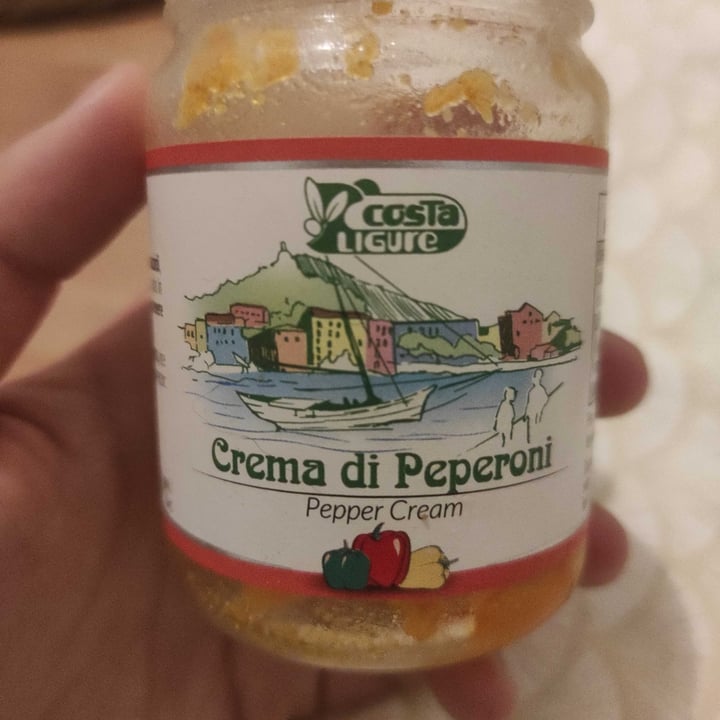 COSTA
LIGURE
Crema di Peperoni
Pepper Cream